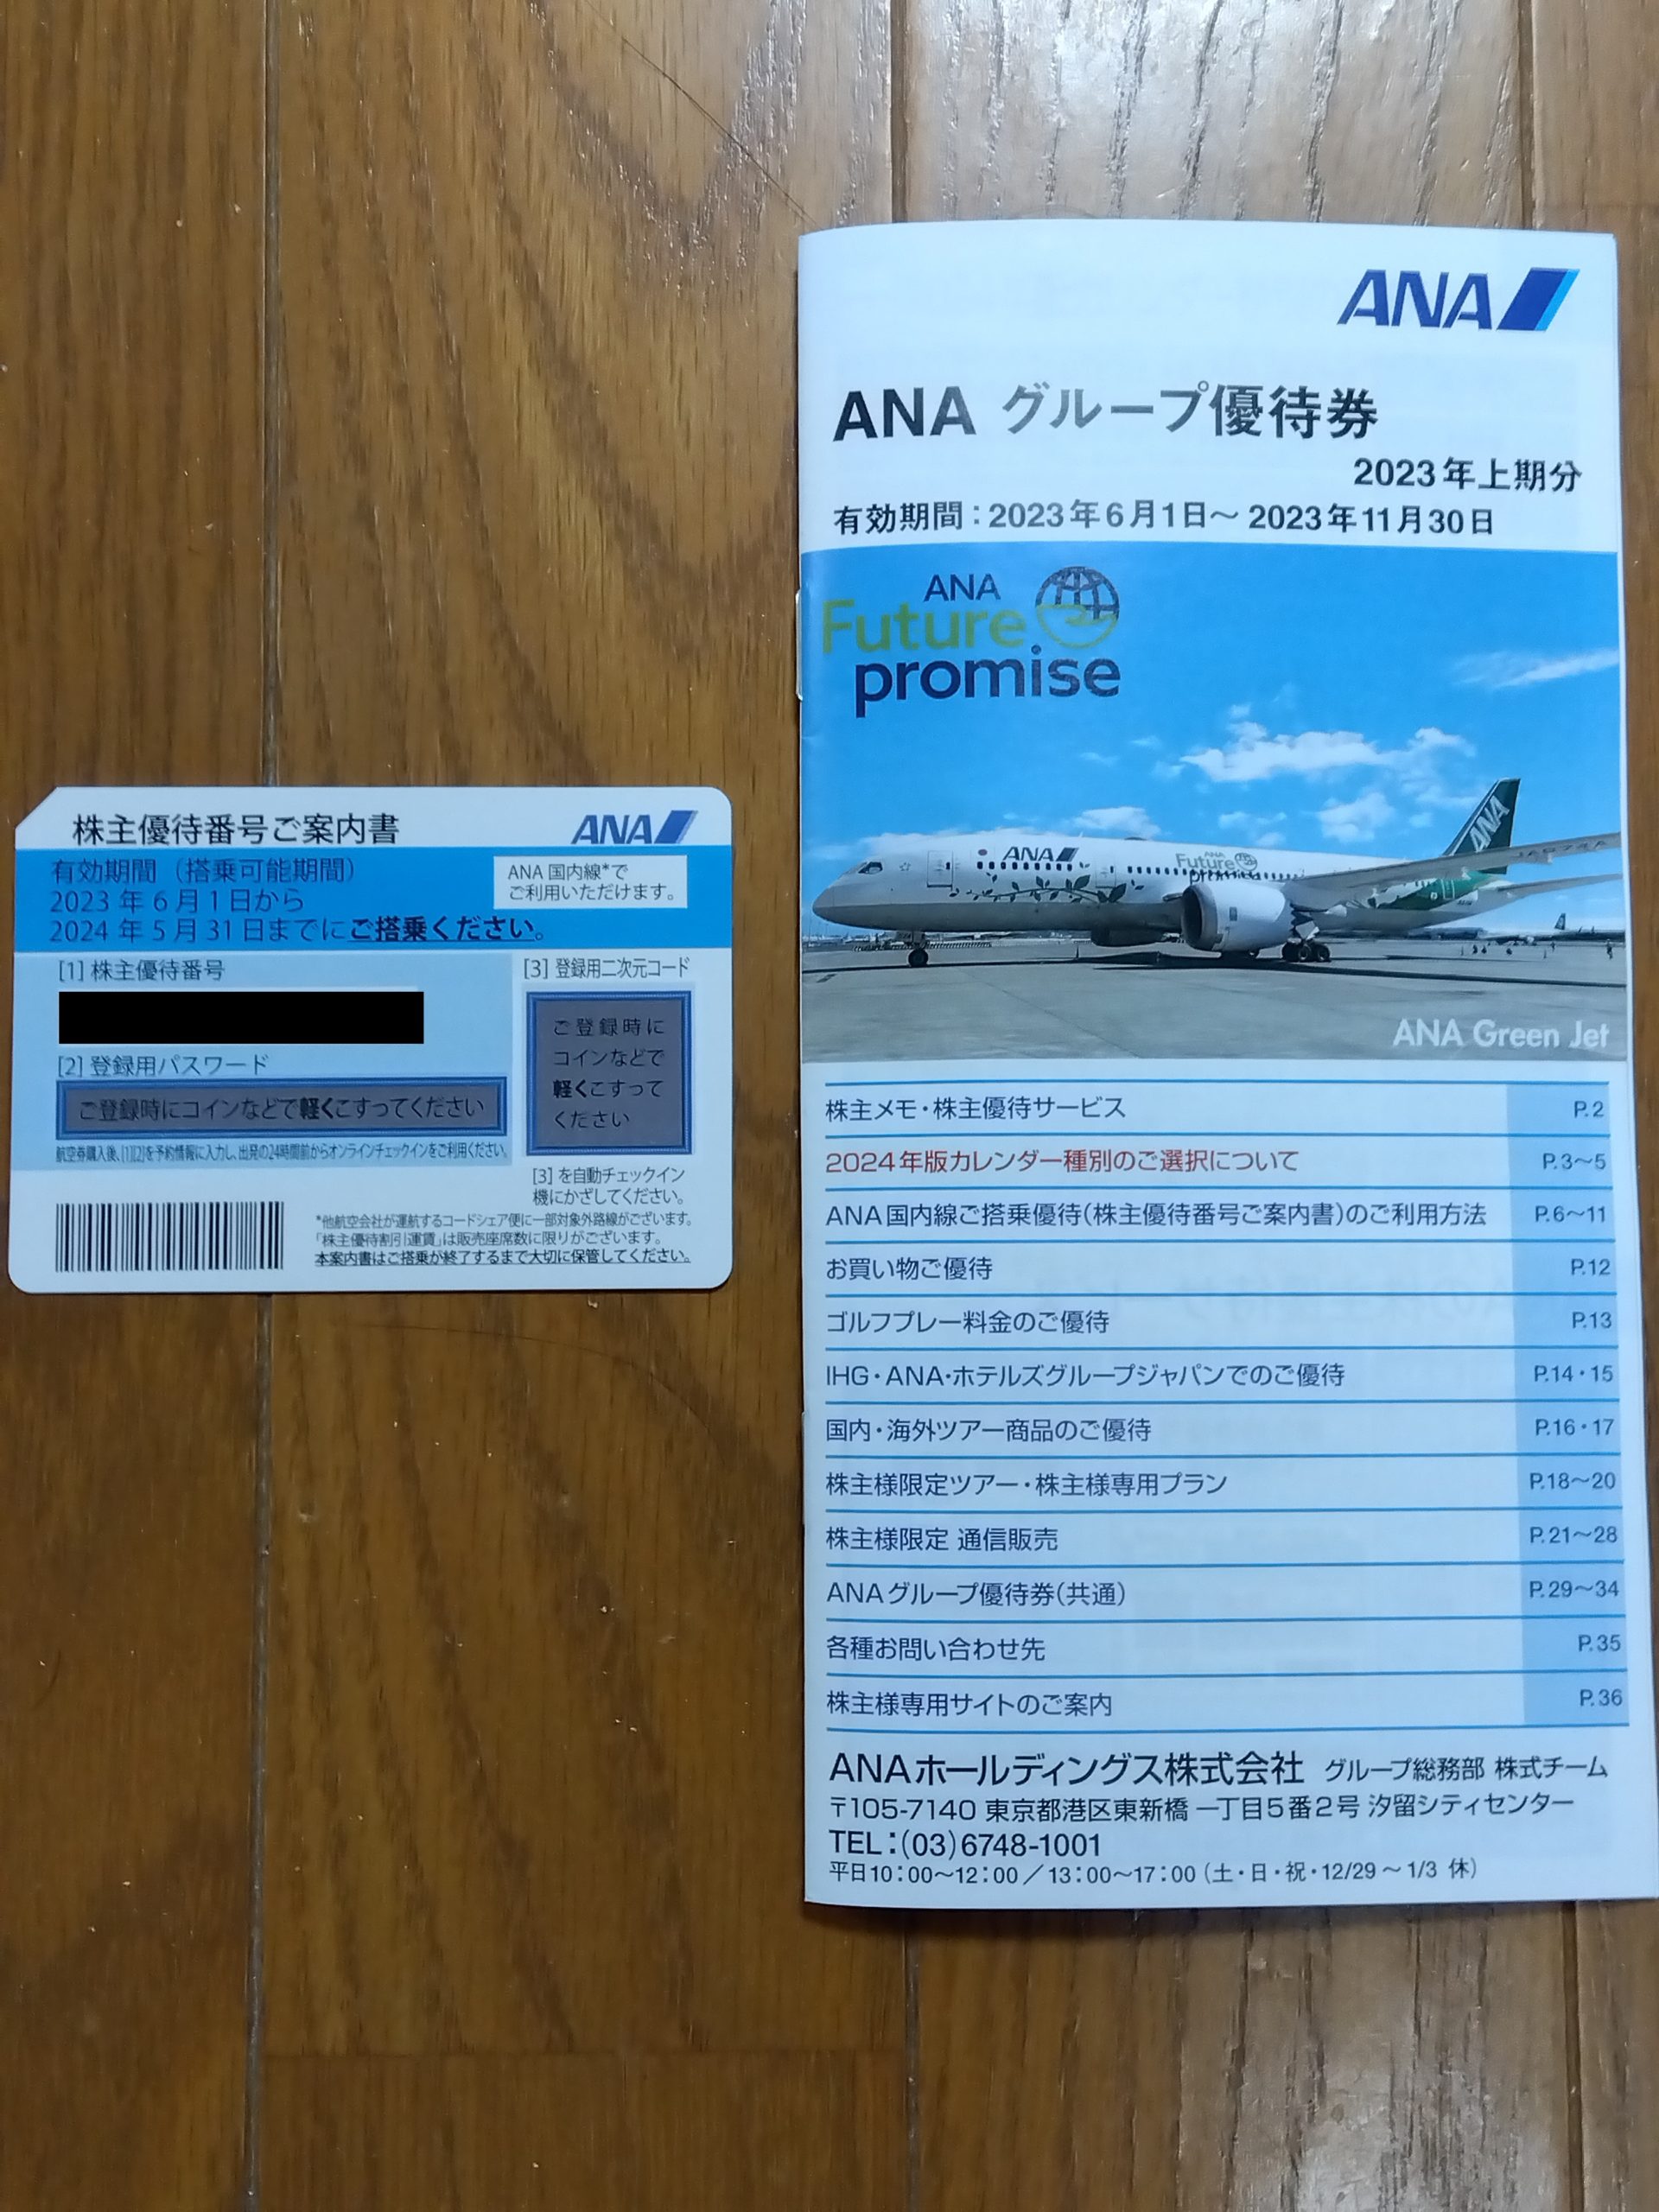 株主優待番号ご案内書
ANA
有効期間（搭乗可能期間）
2023年6月1日から
2024年5月31日までにご搭乗ください。
ANA国内線*で
ご利用いただけます。
[1] 株主優待番号
[2] 登録用パスワード
ご登録時にコインなどで軽くこすってください
航空券購入後、[1][2]を予約情報に入力し、出発の24時間前からオンラインチェックインをご利用ください。
[3] 登録用二次元コード
ご登録時に
コインなどで
軽くこすって
ください
[3] を自動チェックイン
機にかざしてください。
*他航空会社が運航するコードシェア便に一部対象外路線がございます。
「株主優待割引運賃」は販売座席数に限りがございます。
本案内書はご搭乗が終了するまで大切に保管してください。
ANA
ANA グループ優待券
2023年上期分
有効期間：2023年6月1日～2023年11月30日
ANA
Future
promise
ANA
ANA
Future
promise
ANA
ANA Green Jet
株主メモ・株主優待サービス P.2
2024年版カレンダー種別のご選択について P.3～5
ANA国内線ご搭乗優待（株主優待番号ご案内書）のご利用方法 P.6～11
お買い物ご優待 P.12
ゴルフプレー料金のご優待 P.13
IHG・ANA・ホテルズグループジャパンでのご優待 P.14・15
国内・海外ツアー商品のご優待 P.16・17
株主様限定ツアー・株主様専用プラン P.18～20
株主様限定 通信販売 P.21～28
ANAグループ優待券（共通） P.29～34
各種お問い合わせ先 P.35
株主様専用サイトのご案内 P.36
ANAホールディングス株式会社 グループ総務部 株式チーム
〒105-7140 東京都港区東新橋一丁目5番2号 汐留シティセンター
TEL：(03)6748-1001
平日10：00～12：00／13：00～17：00（土・日・祝・12/29～1/3 休）